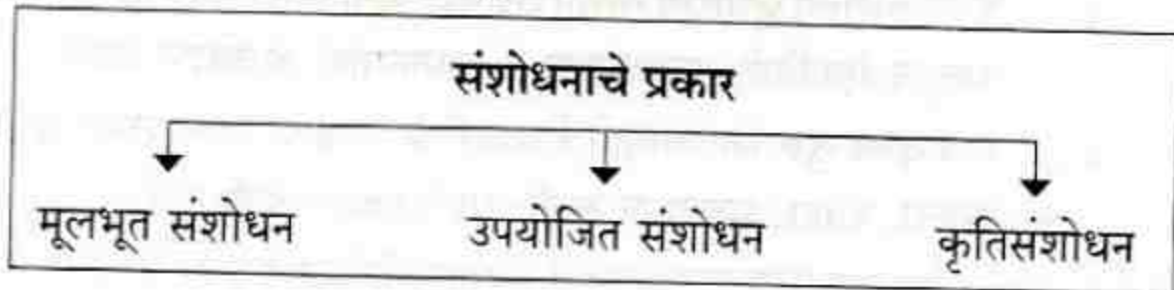 संशोधनाचे प्रकार
मूलभूत संशोधन उपयोजित संशोधन कृतिसंशोधन